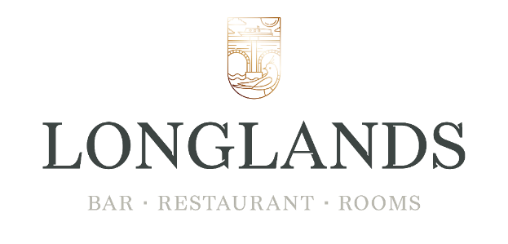 LONGLANDS
BAR · RESTAURANT · ROOMS